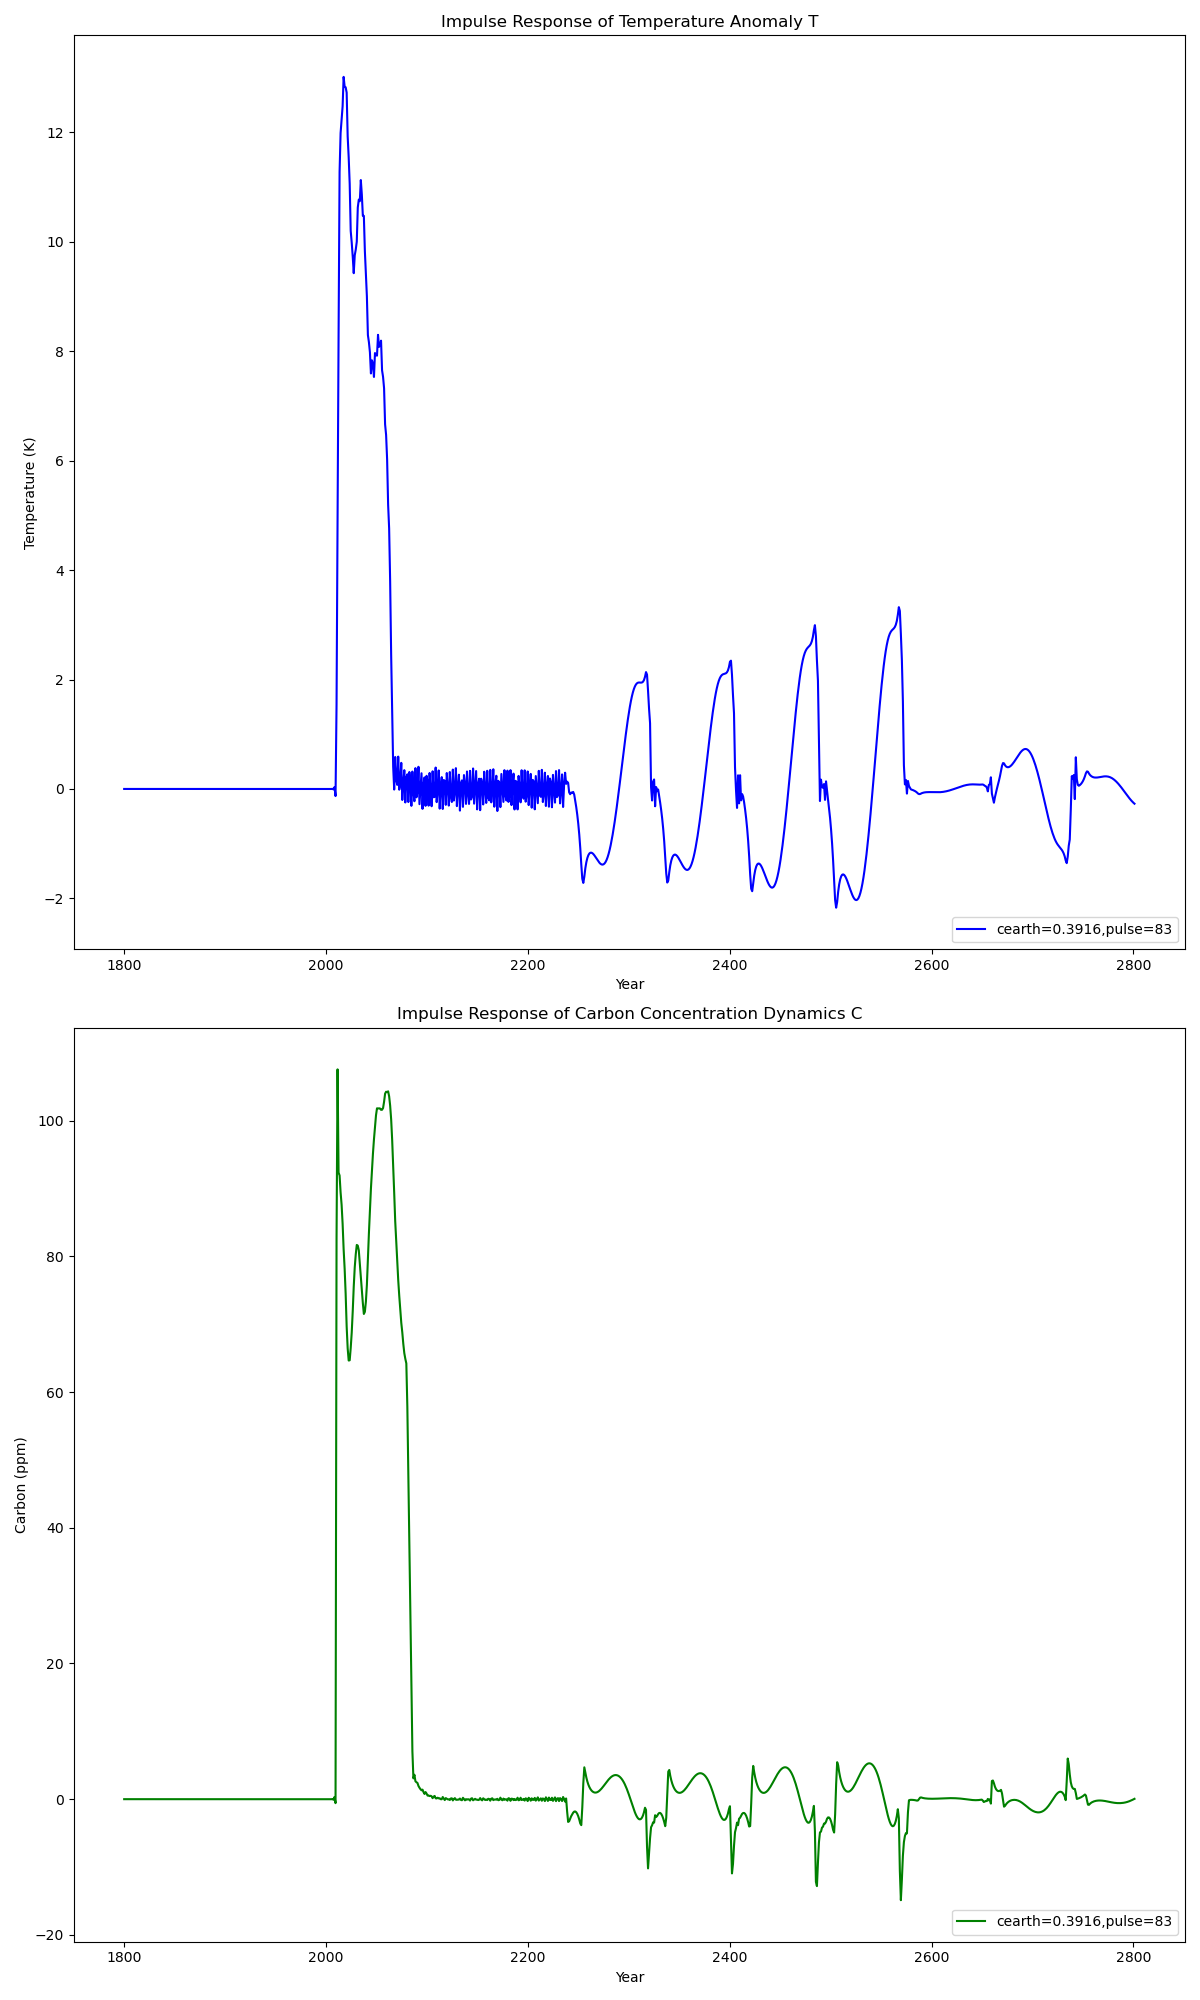 Impulse Response of Temperature Anomaly T
12
10
8
6
4
2
0
−2
Temperature (K)
cearth=0.3916,pulse=83
1800 2000 2200 2400 2600 2800
Year
Impulse Response of Carbon Concentration Dynamics C
100
80
60
40
20
0
−20
Carbon (ppm)
cearth=0.3916,pulse=83
1800 2000 2200 2400 2600 2800
Year